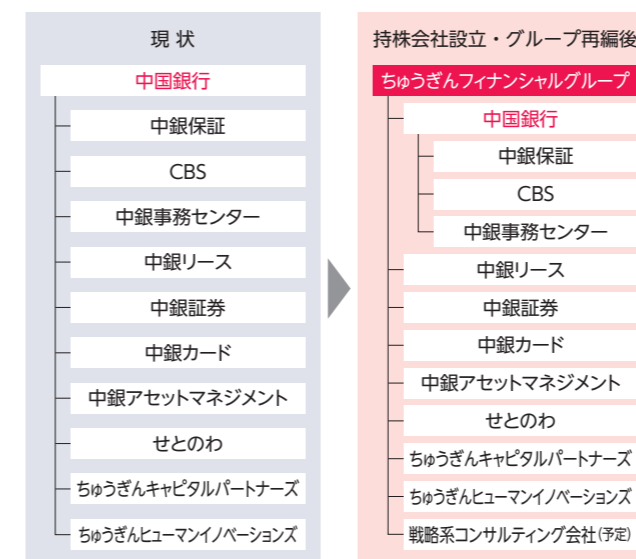 現 状
中国銀行
中銀保証
CBS
中銀事務センター
中銀リース
中銀証券
中銀カード
中銀アセットマネジメント
せとのわ
ちゅうぎんキャピタルパートナーズ
ちゅうぎんヒューマンイノベーションズ
持株会社設立・グループ再編後
ちゅうぎんフィナンシャルグループ
中国銀行
中銀保証
CBS
中銀事務センター
中銀リース
中銀証券
中銀カード
中銀アセットマネジメント
せとのわ
ちゅうぎんキャピタルパートナーズ
ちゅうぎんヒューマンイノベーションズ
戦略系コンサルティング会社(予定)